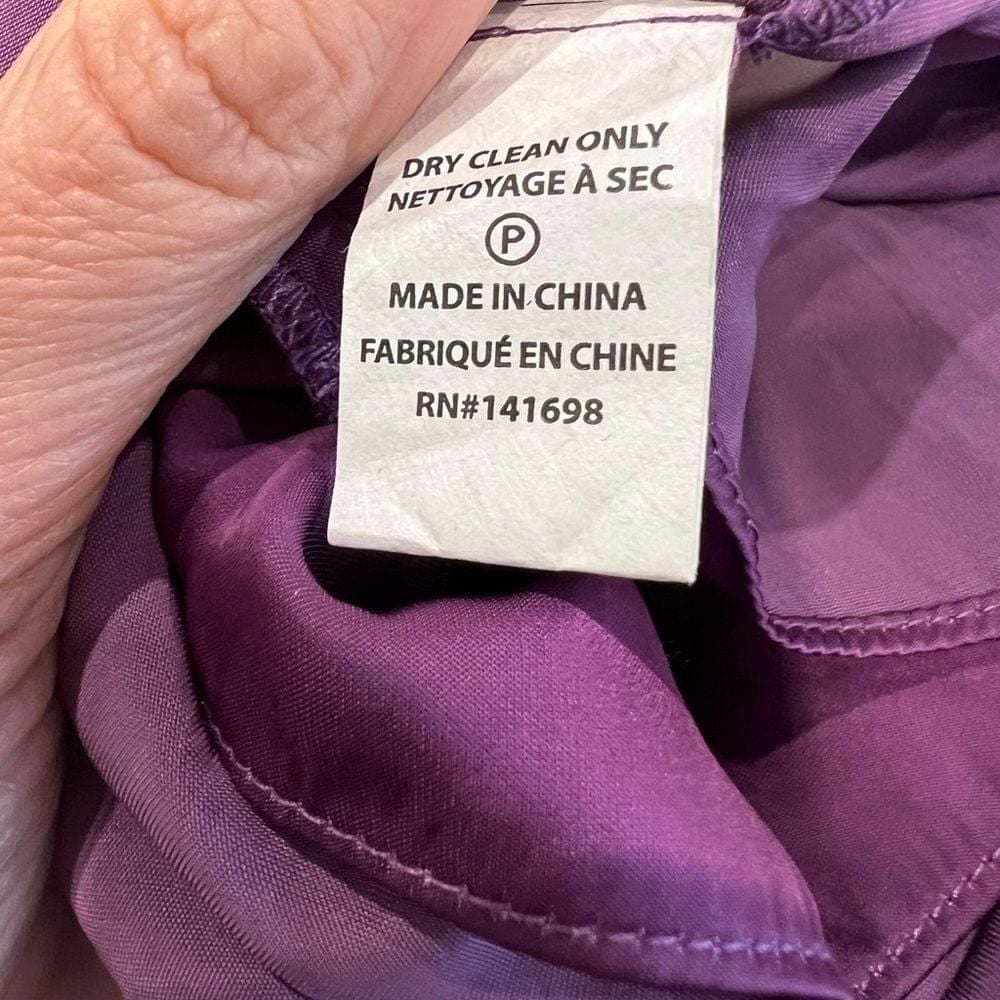 DRY CLEAN ONLY
NETTOYAGE À SEC
P
MADE IN CHINA
FABRIQUÉ EN CHINE
RN#141698